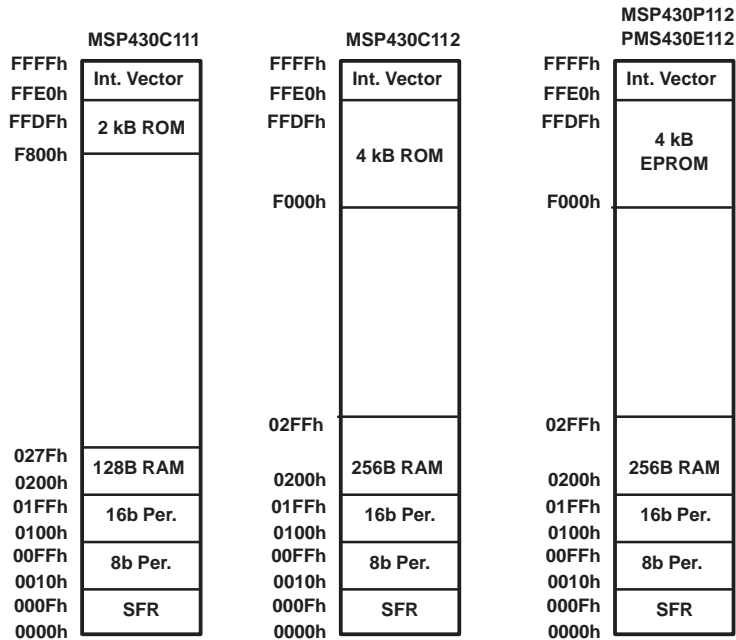 MSP430C111
FFFFh
Int. Vector
FFE0h
FFDFh
2 kB ROM
F800h
027Fh
128B RAM
0200h
01FFh
16b Per.
0100h
00FFh
8b Per.
0010h
000Fh
SFR
0000h
MSP430C112
FFFFh
Int. Vector
FFE0h
FFDFh
4 kB ROM
F000h
02FFh
256B RAM
0200h
01FFh
16b Per.
0100h
00FFh
8b Per.
0010h
000Fh
SFR
0000h
MSP430P112
PMS430E112
FFFFh
Int. Vector
FFE0h
FFDFh
4 kB
EPROM
F000h
02FFh
256B RAM
0200h
01FFh
16b Per.
0100h
00FFh
8b Per.
0010h
000Fh
SFR
0000h